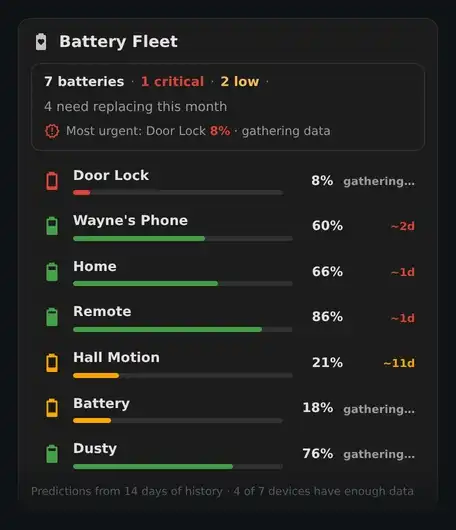 Battery Fleet
7 batteries · 1 critical · 2 low ·
4 need replacing this month
Most urgent: Door Lock 8% · gathering data
Door Lock 8% gathering...
Wayne's Phone 60% ~2d
Home 66% ~1d
Remote 86% ~1d
Hall Motion 21% ~11d
Battery 18% gathering...
Dusty 76% gathering...
Predictions from 14 days of history · 4 of 7 devices have enough data